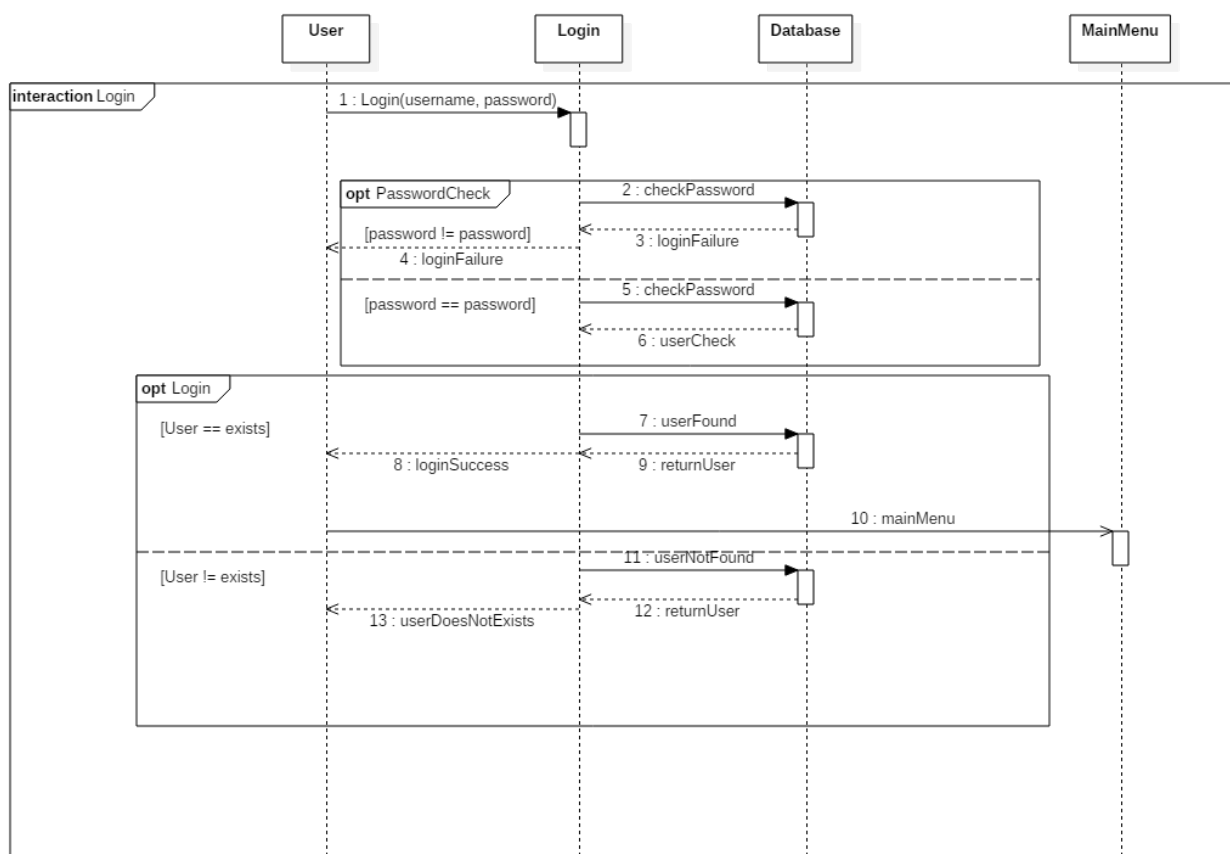 User
Login
Database
MainMenu
interaction Login
1 : Login(username, password)
opt PasswordCheck
2 : checkPassword
[password != password]
3 : loginFailure
4 : loginFailure
5 : checkPassword
[password == password]
6 : userCheck
opt Login
7 : userFound
[User == exists]
8 : loginSuccess
9 : returnUser
10 : mainMenu
11 : userNotFound
[User != exists]
12 : returnUser
13 : userDoesNotExists